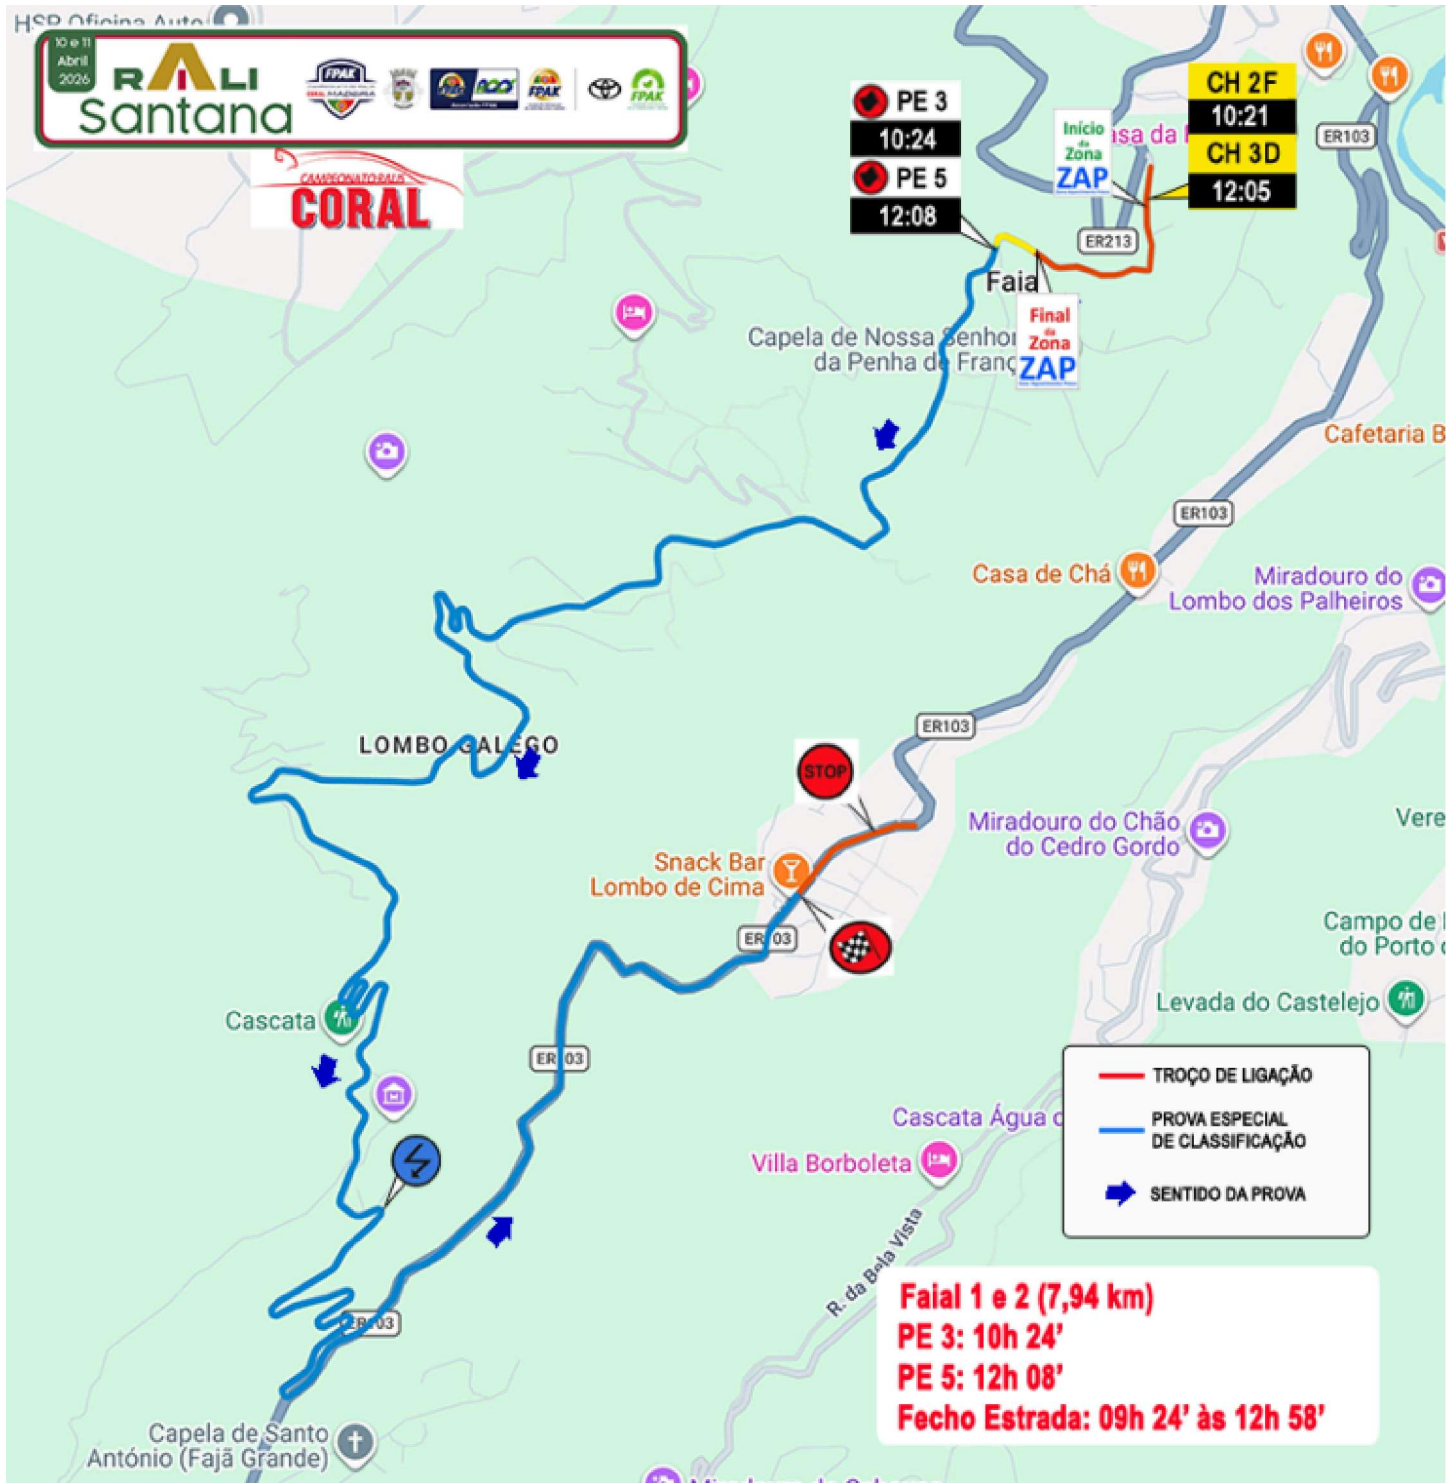 HSP Oficina Auto
10 e 11
Abril
2026
RALI
Santana
FPAK
MADEIRA
FPAK
FPAK
CAMPEONATO RALIS
CORAL
PE 3
10:24
PE 5
12:08
CH 2F
10:21
CH 3D
12:05
Início
da
Zona
ZAP
asa da
ER103
ER213
Faia
Final
da
Zona
ZAP
Capela de Nossa Senhor
da Penha de Franç
Cafetaria B
ER103
Casa de Chá
Miradouro do
Lombo dos Palheiros
LOMBO GALEGO
ER103
STOP
Miradouro do Chão
do Cedro Gordo
Vere
Snack Bar
Lombo de Cima
ER103
Campo de
do Porto
Levada do Castelejo
Cascata
ER103
TROÇO DE LIGAÇÃO
PROVA ESPECIAL
DE CLASSIFICAÇÃO
SENTIDO DA PROVA
Cascata Água
Villa Borboleta
R. da Bela Vista
ER103
Faial 1 e 2 (7,94 km)
PE 3: 10h 24’
PE 5: 12h 08’
Fecho Estrada: 09h 24’ às 12h 58’
Capela de Santo
António (Fajã Grande)